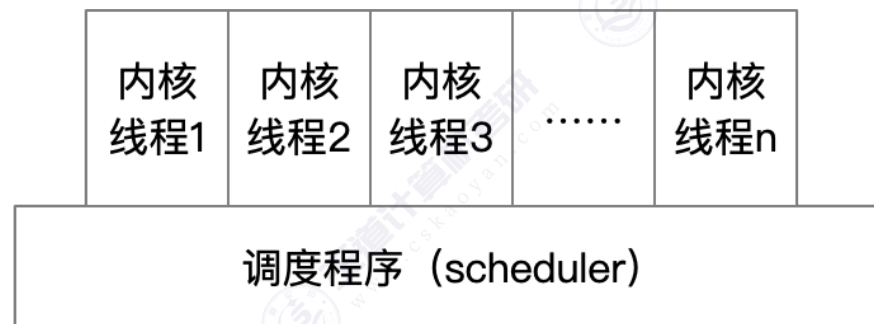 内核 内核 内核 内核
线程1 线程2 线程3 …… 线程n
调度程序（scheduler）